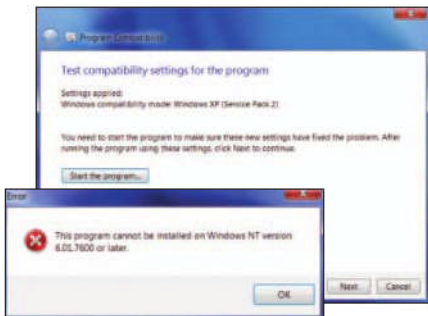 Program Compatibility
Test compatibility settings for the program
Settings applied:
Windows compatibility mode: Windows XP (Service Pack 2)
You need to start the program to make sure these new settings have fixed the problem. After
running the program using these settings, click Next to continue.
Start the program...
Error
This program cannot be installed on Windows NT version
6.01.7600 or later.
OK
Next
Cancel